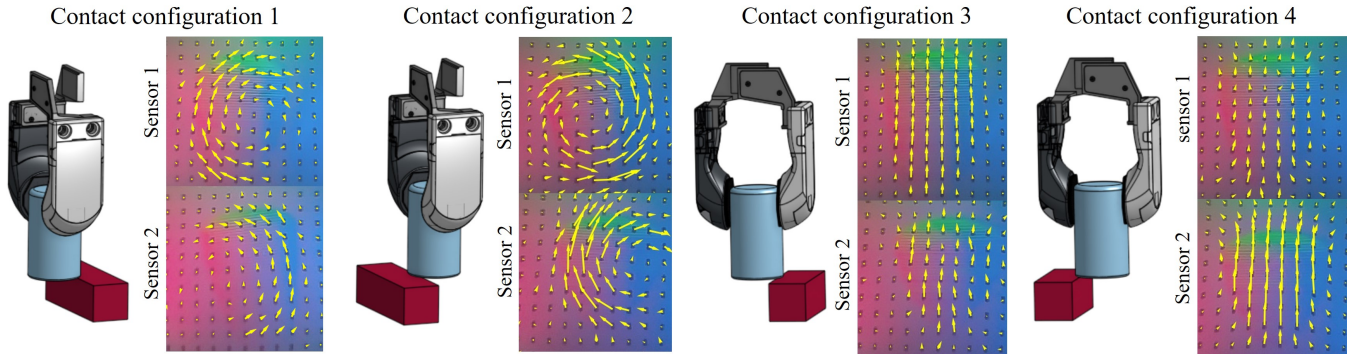 Contact configuration 1
Sensor 1
Sensor 2
Contact configuration 2
Sensor 1
Sensor 2
Contact configuration 3
Sensor 1
Sensor 2
Contact configuration 4
sensor 1
Sensor 2